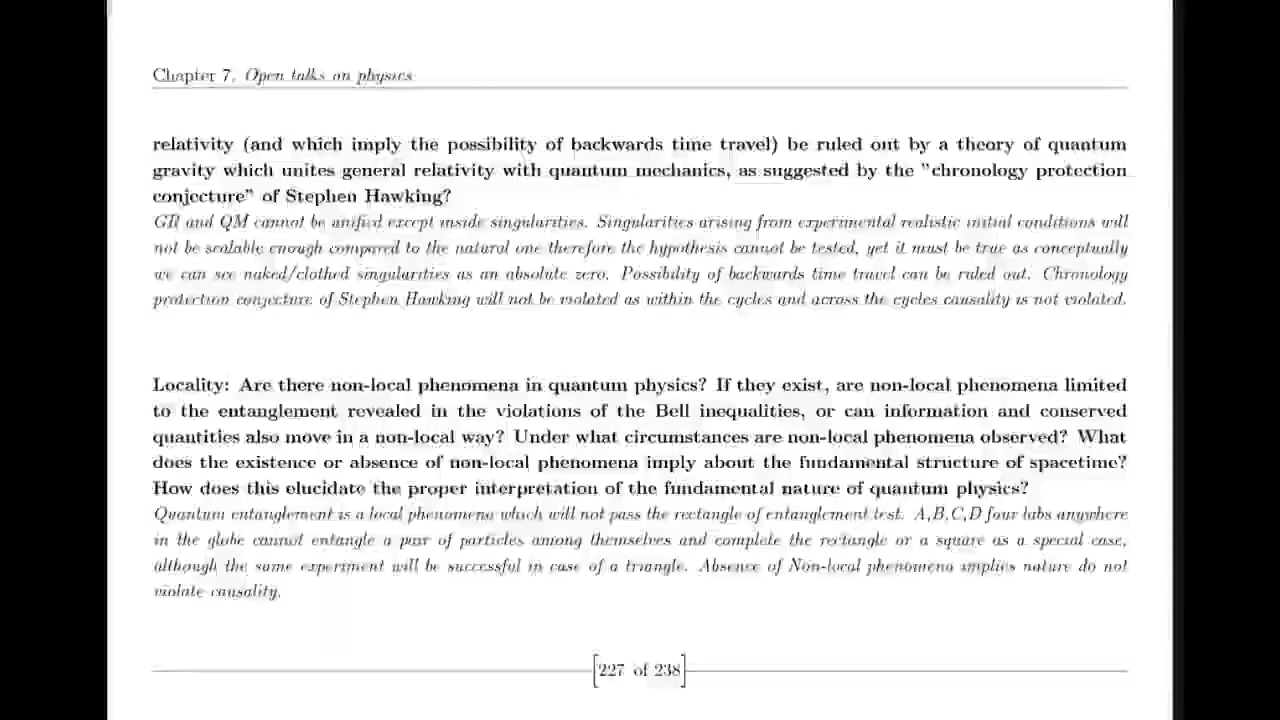 Chapter 7. Open talks on physics
relativity (and which imply the possibility of backwards time travel) be ruled out by a theory of quantum
gravity which unites general relativity with quantum mechanics, as suggested by the "chronology protection
conjecture" of Stephen Hawking?
GR and QM cannot be unified except inside singularities. Singularities arising from experimental realistic initial conditions will
not be scalable enough compared to the natural one therefore the hypothesis cannot be tested, yet it must be true as conceptually
we can see naked/clothed singularities as an absolute zero. Possibility of backwards time travel can be ruled out. Chronology
protection conjecture of Stephen Hawking will not be violated as within the cycles and across the cycles causality is not violated.
Locality: Are there non-local phenomena in quantum physics? If they exist, are non-local phenomena limited
to the entanglement revealed in the violations of the Bell inequalities, or can information and conserved
quantities also move in a non-local way? Under what circumstances are non-local phenomena observed? What
does the existence or absence of non-local phenomena imply about the fundamental structure of spacetime?
How does this elucidate the proper interpretation of the fundamental nature of quantum physics?
Quantum entanglement is a local phenomena which will not pass the rectangle of entanglement test. A,B,C,D four labs anywhere
in the globe cannot entangle a pair of particles among themselves and complete the rectangle or a square as a special case,
although the same experiment will be successful in case of a triangle. Absence of Non-local phenomena implies nature do not
violate causality.
227 of 238